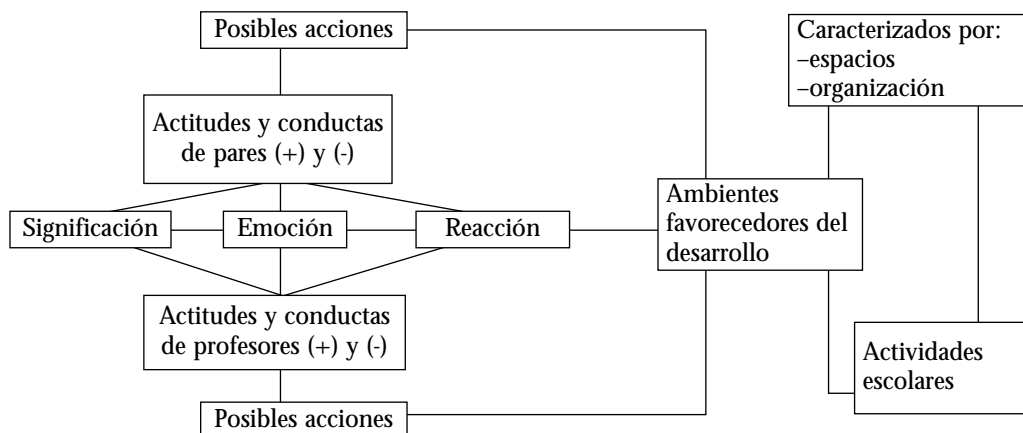 Posibles acciones
Caracterizados por:
–espacios
–organización
Actitudes y conductas
de pares (+) y (-)
Significación
Emoción
Reacción
Ambientes
favorecedores del
desarrollo
Actitudes y conductas
de profesores (+) y (-)
Actividades
escolares
Posibles acciones